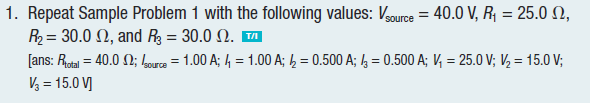 1. Repeat Sample Problem 1 with the following values: Vsource = 40.0 V, R1 = 25.0 Ω,
R2 = 30.0 Ω, and R3 = 30.0 Ω. T/I
[ans: Rtotal = 40.0 Ω; Isource = 1.00 A; I1 = 1.00 A; I2 = 0.500 A; I3 = 0.500 A; V1 = 25.0 V; V2 = 15.0 V;
V3 = 15.0 V]